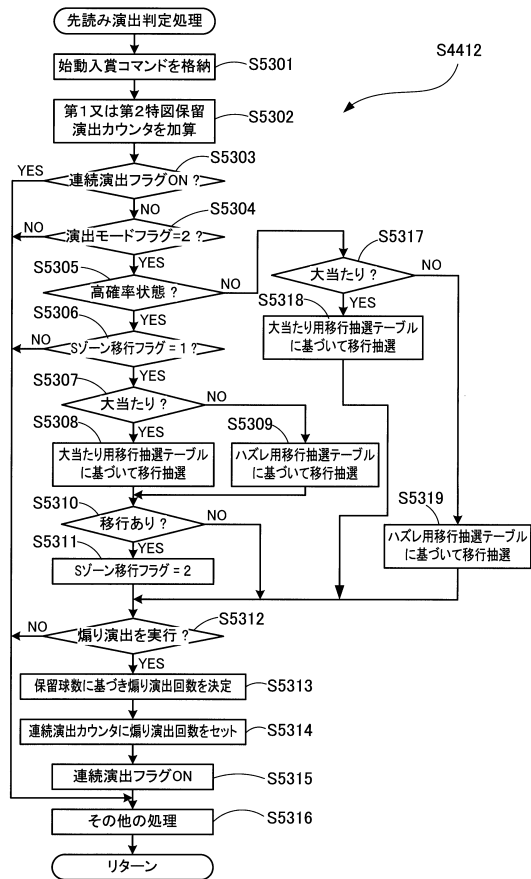 先読み演出判定処理
S4412
始動入賞コマンドを格納
S5301
第1又は第2特図保留
演出カウンタを加算
S5302
S5303
YES
連続演出フラグON?
NO
S5304
NO
演出モードフラグ=2?
YES
S5305
高確率状態?
NO
YES
S5317
大当たり?
NO
YES
S5318
大当たり用移行抽選テーブル
に基づいて移行抽選
S5306
NO
Sゾーン移行フラグ=1?
YES
S5307
大当たり?
NO
YES
S5308
大当たり用移行抽選テーブル
に基づいて移行抽選
S5309
ハズレ用移行抽選テーブル
に基づいて移行抽選
S5310
移行あり?
NO
YES
S5311
Sゾーン移行フラグ=2
S5319
ハズレ用移行抽選テーブル
に基づいて移行抽選
S5312
NO
煽り演出を実行?
YES
保留球数に基づき煽り演出回数を決定
S5313
連続演出カウンタに煽り演出回数をセット
S5314
連続演出フラグON
S5315
その他の処理
S5316
リターン